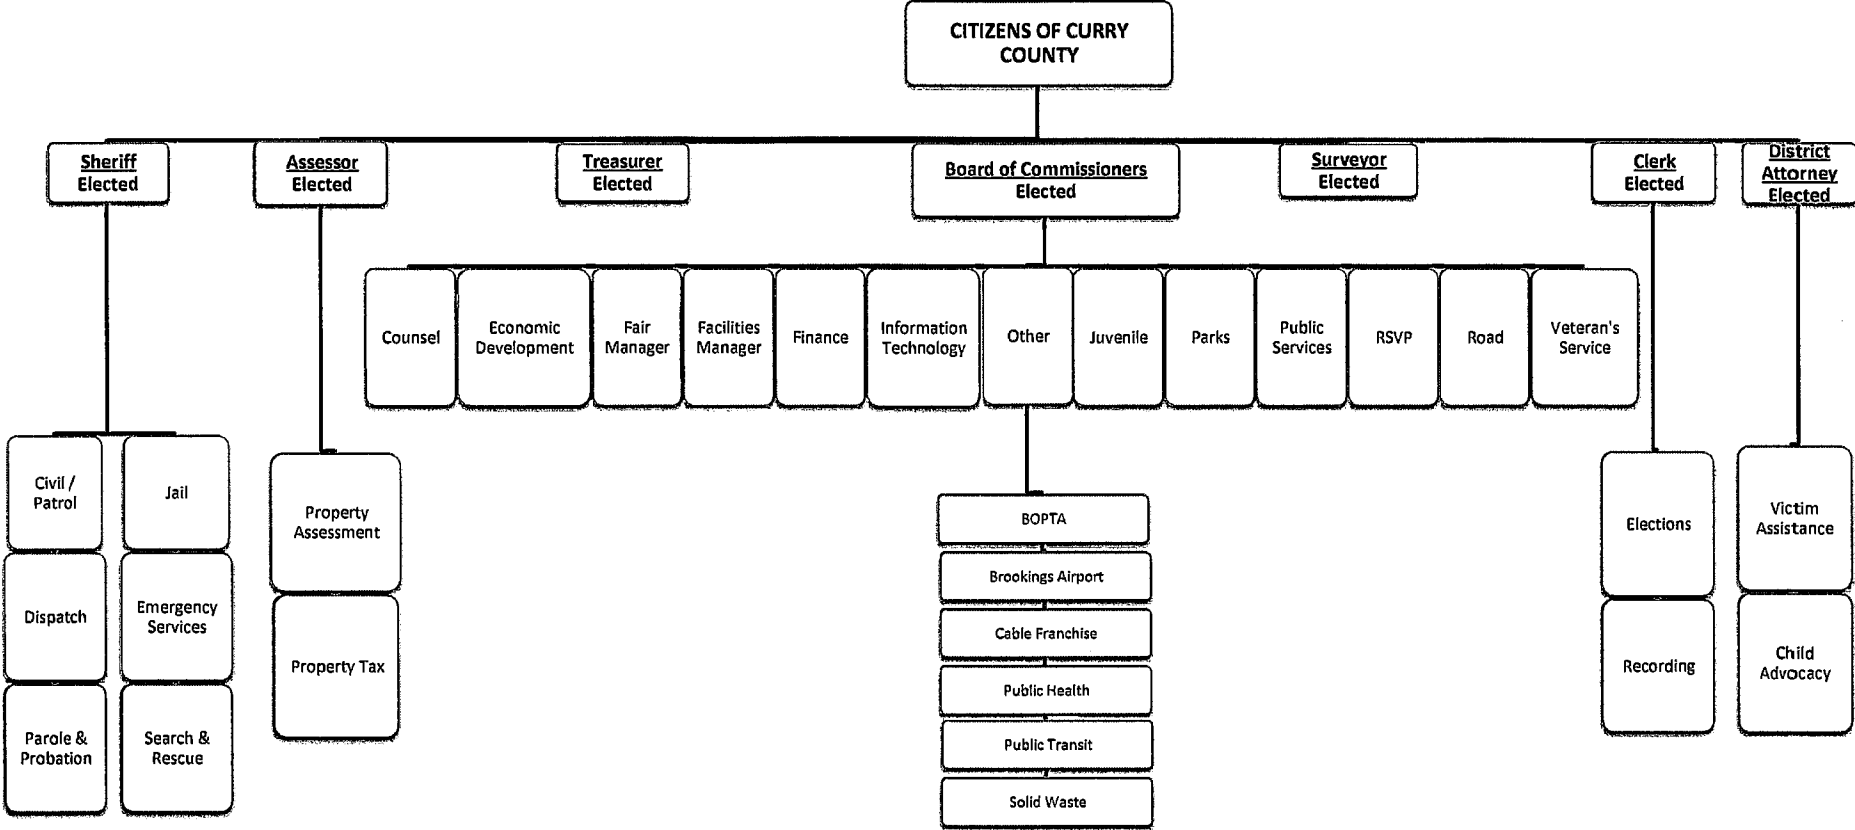 CITIZENS OF CURRY
COUNTY
Sheriff
Elected
Assessor
Elected
Treasurer
Elected
Board of Commissioners
Elected
Surveyor
Elected
Clerk
Elected
District
Attorney
Elected
Counsel
Economic
Development
Fair
Manager
Facilities
Manager
Finance
Information
Technology
Other
Juvenile
Parks
Public
Services
RSVP
Road
Veteran's
Service
Civil /
Patrol
Jail
Dispatch
Emergency
Services
Parole &
Probation
Search &
Rescue
Property
Assessment
Property Tax
BOPTA
Brookings Airport
Cable Franchise
Public Health
Public Transit
Solid Waste
Elections
Recording
Victim
Assistance
Child
Advocacy